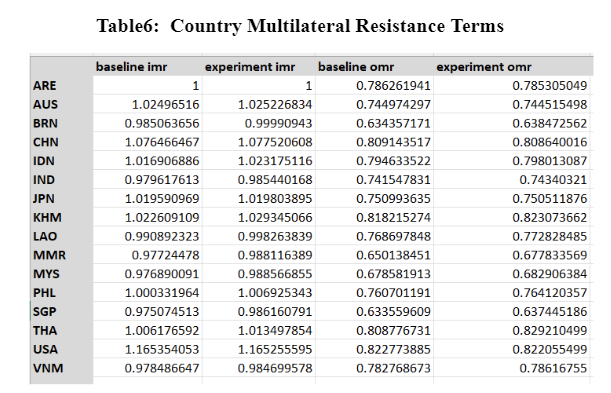 Table6: Country Multilateral Resistance Terms
baseline imr experiment imr baseline omr experiment omr
ARE 1 1 0.786261941 0.785305049
AUS 1.02496516 1.025226834 0.744974297 0.744515498
BRN 0.985063656 0.99990943 0.634357171 0.638472562
CHN 1.076466467 1.077520608 0.809143517 0.808640016
IDN 1.016906886 1.023175116 0.794633522 0.798013087
IND 0.979617613 0.985440168 0.741547831 0.74340321
JPN 1.019590969 1.019803895 0.750993635 0.750511876
KHM 1.022609109 1.029345066 0.818215274 0.823073662
LAO 0.990892323 0.998263839 0.768697848 0.772828485
MMR 0.97724478 0.988116389 0.650138451 0.677833569
MYS 0.976890091 0.988566855 0.678581913 0.682906384
PHL 1.000331964 1.006925343 0.760701191 0.764120357
SGP 0.975074513 0.986160791 0.633559609 0.637445186
THA 1.006176592 1.013497854 0.808776731 0.829210499
USA 1.165354053 1.165255595 0.822773885 0.822055499
VNM 0.978486647 0.984699578 0.782768673 0.78616755